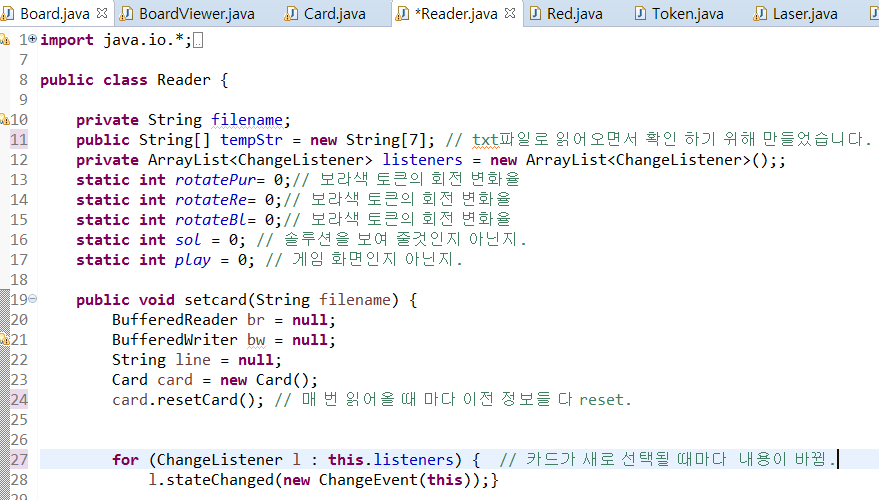 Board.java BoardViewer.java Card.java *Reader.java Red.java Token.java Laser.java
1 import java.io.*;
7
8 public class Reader {
9
10 private String filename;
11 public String[] tempStr = new String[7]; // txt파일로 읽어오면서 확인 하기 위해 만들었습니다.
12 private ArrayList<ChangeListener> listeners = new ArrayList<ChangeListener>();;
13 static int rotatePur= 0;// 보라색 토큰의 회전 변화율
14 static int rotateRe= 0;// 보라색 토큰의 회전 변화율
15 static int rotateBl= 0;// 보라색 토큰의 회전 변화율
16 static int sol = 0; // 솔루션을 보여 줄것인지 아닌지.
17 static int play = 0; // 게임 화면인지 아닌지.
18
19 public void setcard(String filename) {
20 BufferedReader br = null;
21 BufferedWriter bw = null;
22 String line = null;
23 Card card = new Card();
24 card.resetCard(); // 매 번 읽어올 때 마다 이전 정보들 다 reset.
25
26
27 for (ChangeListener l : this.listeners) { // 카드가 새로 선택될 때마다 내용이 바뀜.
28 l.stateChanged(new ChangeEvent(this));}